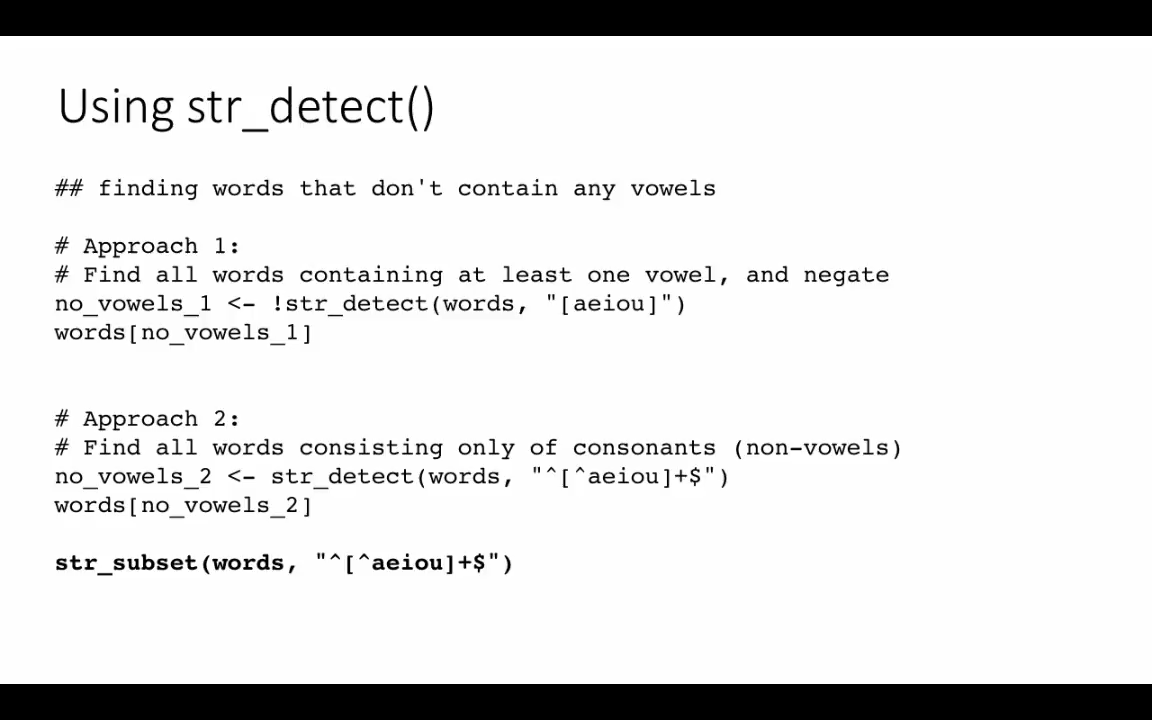 Using str_detect()
## finding words that don't contain any vowels
# Approach 1:
# Find all words containing at least one vowel, and negate
no_vowels_1 <- !str_detect(words, "[aeiou]")
words[no_vowels_1]
# Approach 2:
# Find all words consisting only of consonants (non-vowels)
no_vowels_2 <- str_detect(words, "^[^aeiou]+$")
words[no_vowels_2]
str_subset(words, "^[^aeiou]+$")